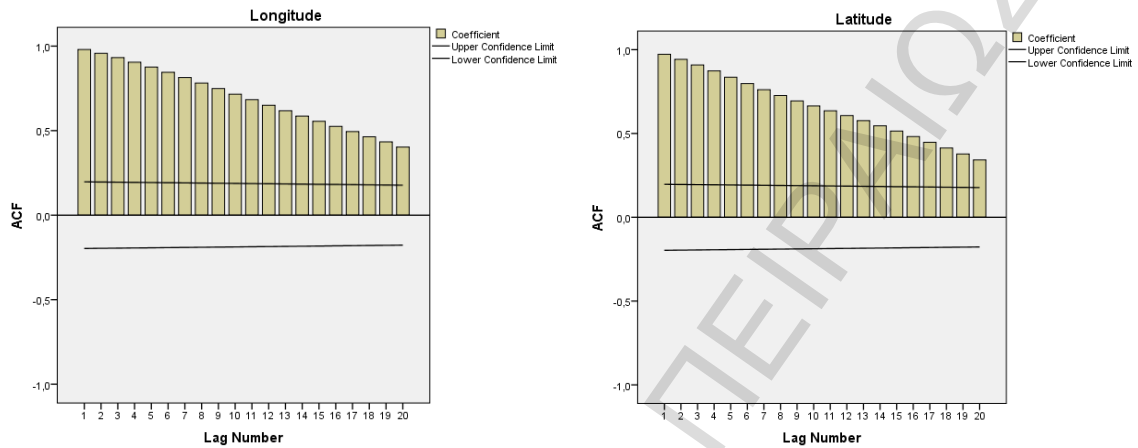 Longitude
Coefficient
Upper Confidence Limit
Lower Confidence Limit
1,0
0,5
0,0
-0,5
-1,0
ACF
1 2 3 4 5 6 7 8 9 10 11 12 13 14 15 16 17 18 19 20
Lag Number
Latitude
Coefficient
Upper Confidence Limit
Lower Confidence Limit
1,0
0,5
0,0
-0,5
-1,0
ACF
1 2 3 4 5 6 7 8 9 10 11 12 13 14 15 16 17 18 19 20
Lag Number